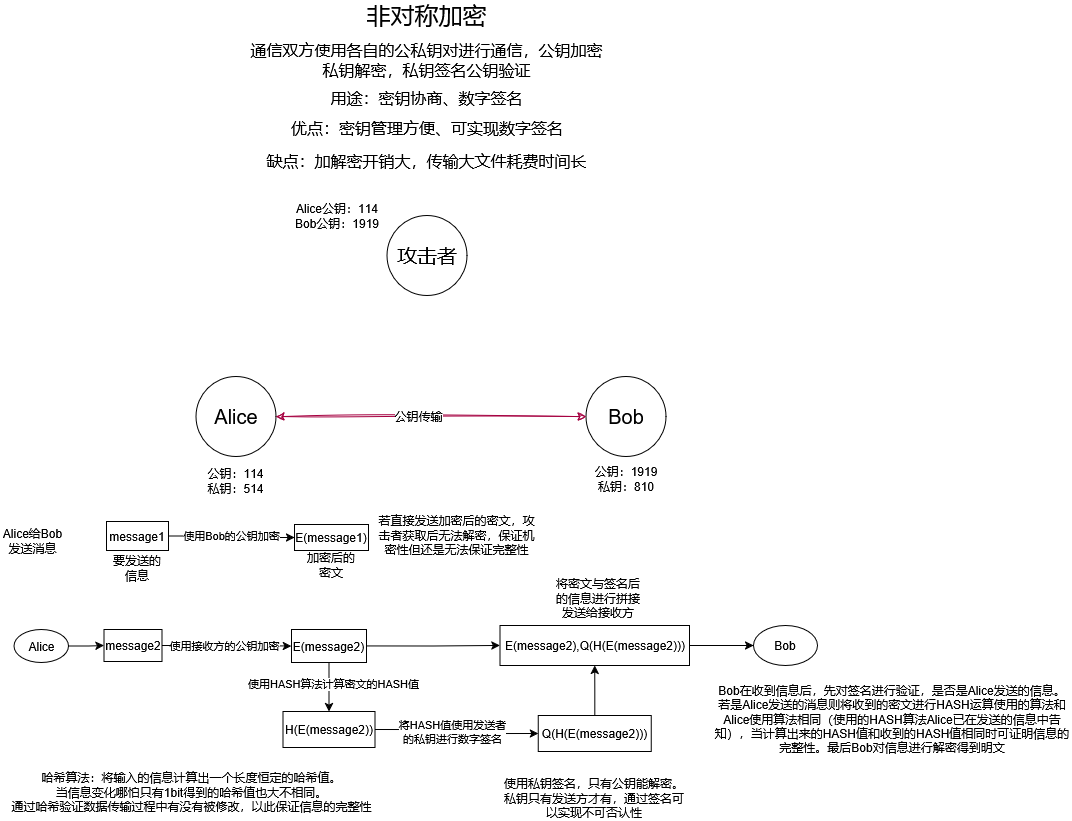 非对称加密
通信双方使用各自的公私钥对进行通信，公钥加密
私钥解密，私钥签名公钥验证
用途：密钥协商、数字签名
优点：密钥管理方便、可实现数字签名
缺点：加解密开销大，传输大文件耗费时间长
Alice公钥：114
Bob公钥：1919
攻击者
Alice
公钥传输
Bob
公钥：114
私钥：514
公钥：1919
私钥：810
Alice给Bob
发送消息
message1
使用Bob的公钥加密
E(message1)
若直接发送加密后的密文，攻
击者获取后无法解密，保证机
密性但还是无法保证完整性
要发送的
信息
加密后的
密文
将密文与签名后
的信息进行拼接
发送给接收方
Alice
message2
使用接收方的公钥加密
E(message2)
E(message2),Q(H(E(message2)))
Bob
使用HASH算法计算密文的HASH值
H(E(message2))
将HASH值使用发送者
的私钥进行数字签名
Q(H(E(message2)))
Bob在收到信息后，先对签名进行验证，是否是Alice发送的信息。
若是Alice发送的消息则将收到的密文进行HASH运算使用的算法和
Alice使用算法相同（使用的HASH算法Alice已在发送的信息中告
知），当计算出来的HASH值和收到的HASH值相同时可证明信息的
完整性。最后Bob对信息进行解密得到明文
哈希算法：将输入的信息计算出一个长度恒定的哈希值。
当信息变化哪怕只有1bit得到的哈希值也大不相同。
通过哈希验证数据传输过程中有没有被修改，以此保证信息的完整性
使用私钥签名，只有公钥能解密。
私钥只有发送方才有，通过签名可
以实现不可否认性